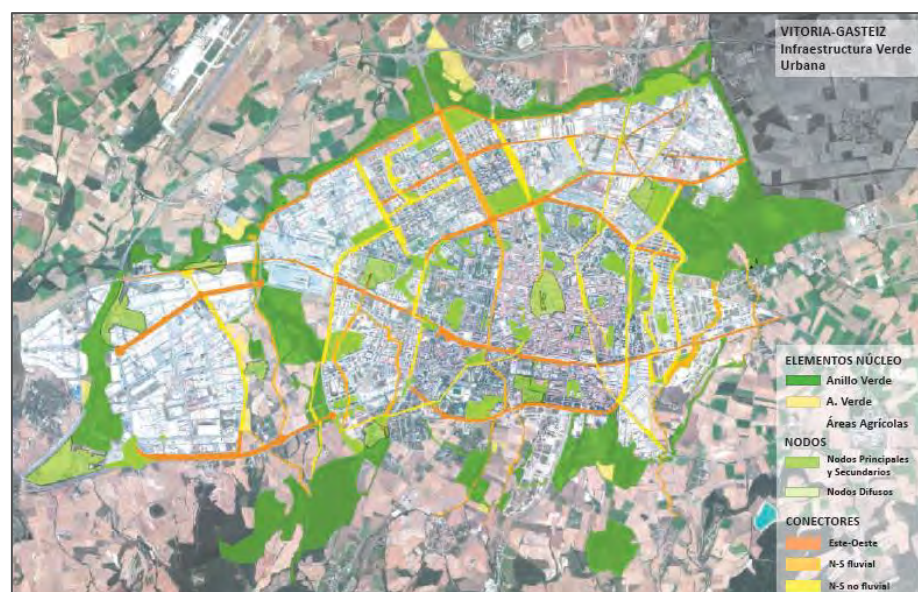 VITORIA-GASTEIZ
Infraestructura Verde
Urbana
ELEMENTOS NÚCLEO
Anillo Verde
A. Verde
Áreas Agrícolas
NODOS
Nodos Principales
y Secundarios
Nodos Difusos
CONECTORES
Este-Oeste
N-S fluvial
N-S no fluvial